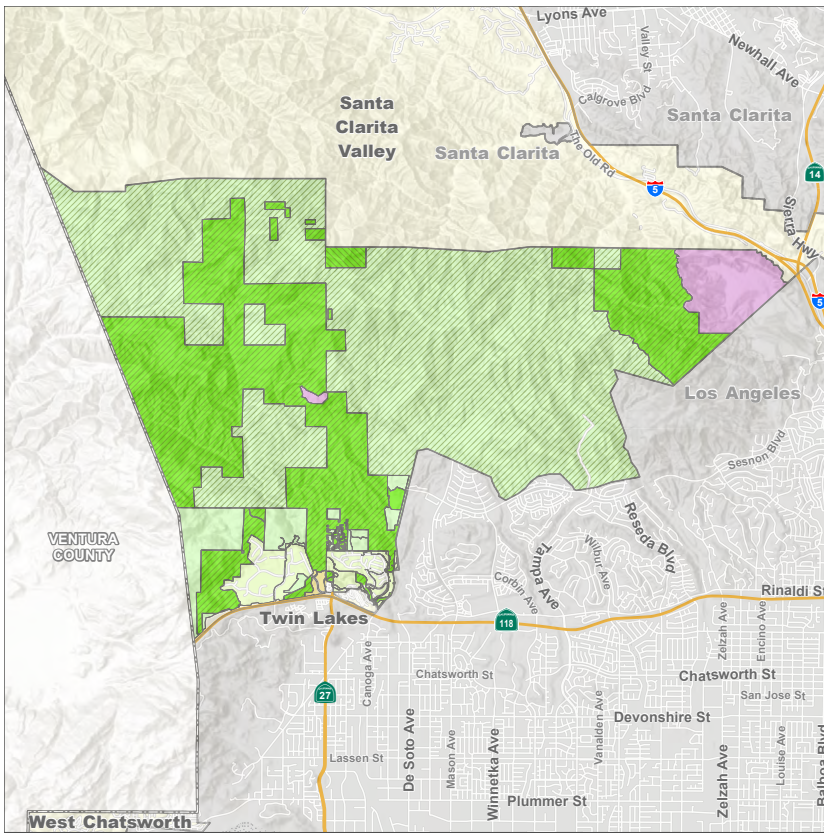 Lyons Ave
Valley St
Newhall Ave
Calgrove Blvd
Santa
Clarita
Valley
Santa Clarita
Santa Clarita
The Old Rd
5
14
Sierra Hwy
5
Los Angeles
Sesnon Blvd
Reseda Blvd
VENTURA
COUNTY
Tampa Ave
Wilbur Ave
Corbin Ave
Rinaldi St
Twin Lakes
118
Zelzah Ave
Encino Ave
Canoga Ave
Chatsworth St
Chatsworth St
27
San Jose St
De Soto Ave
Devonshire St
Vanalden Ave
Mason Ave
Winnetka Ave
Lassen St
Zelzah Ave
Louise Ave
Balboa Blvd
Plummer St
West Chatsworth